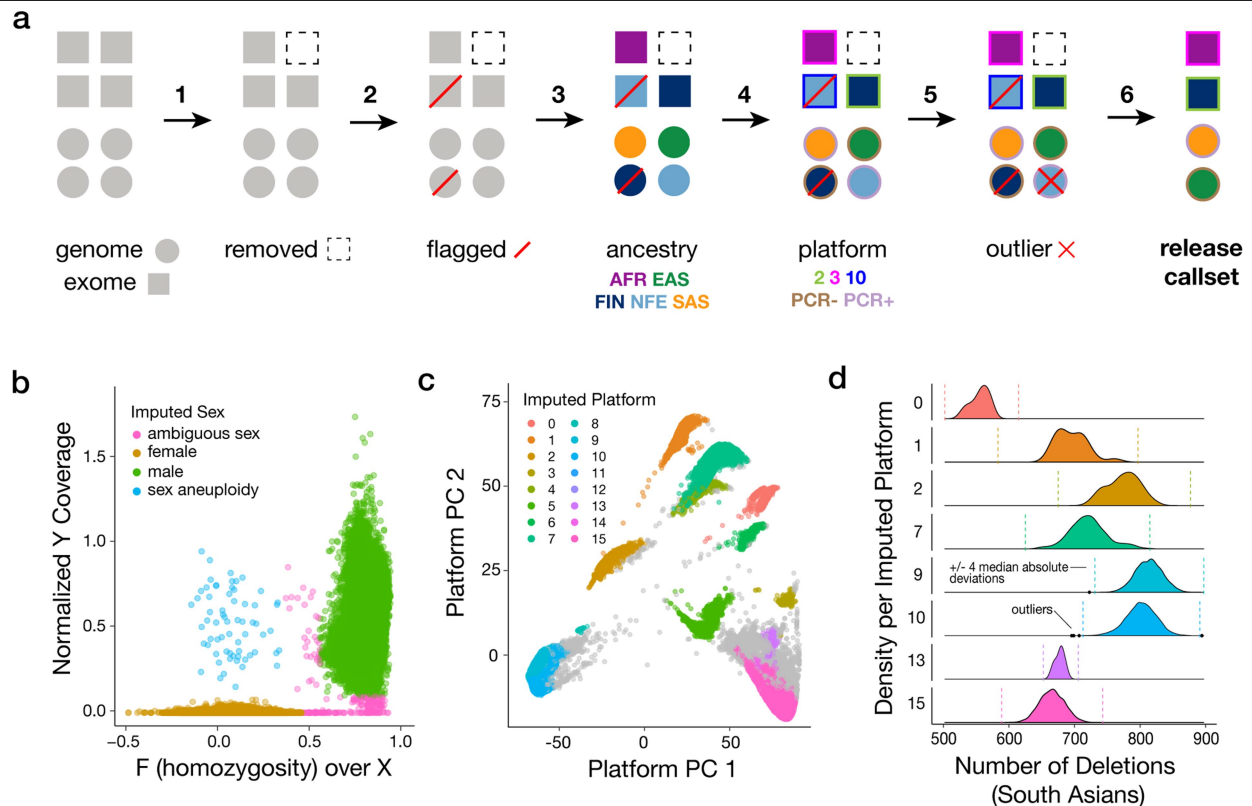 a
1
2
3
4
5
6
genome
exome
removed
flagged
ancestry
AFR EAS
FIN NFE SAS
platform
2 3 10
PCR- PCR+
outlier
release
callset
b
Normalized Y Coverage
Imputed Sex
ambiguous sex
female
male
sex aneuploidy
1.5
1.0
0.5
0.0
−0.5
0.0
0.5
1.0
F (homozygosity) over X
c
Platform PC 2
Imputed Platform
0
1
2
3
4
5
6
7
8
9
10
11
12
13
14
15
75
50
25
0
-50
0
50
Platform PC 1
d
Density per Imputed Platform
0
1
2
7
9
10
13
15
+/- 4 median absolute
deviations
outliers
500
600
700
800
900
Number of Deletions
(South Asians)